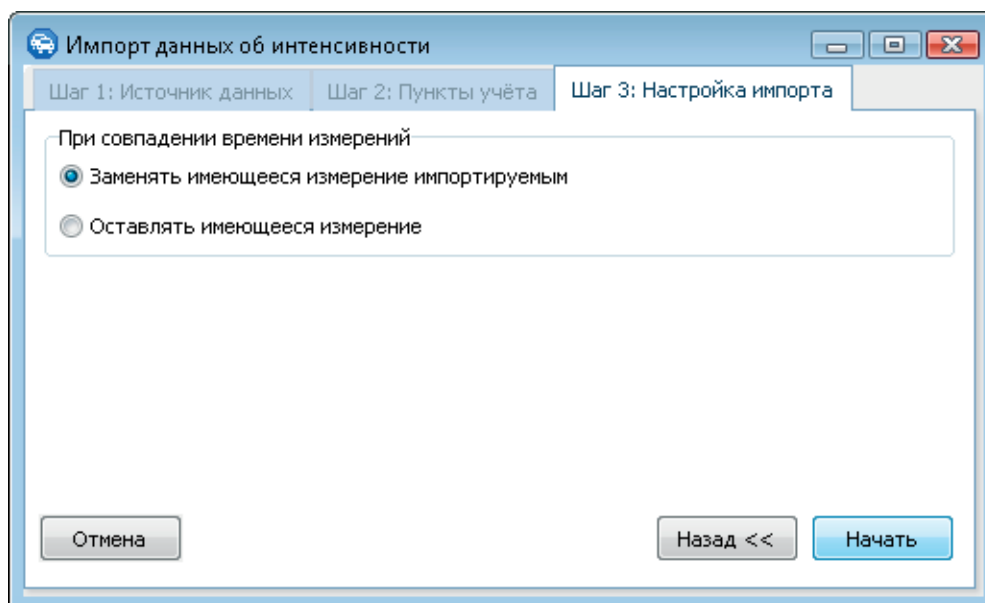 Импорт данных об интенсивности
Шаг 1: Источник данных Шаг 2: Пункты учёта Шаг 3: Настройка импорта
При совпадении времени измерений
Заменять имеющееся измерение импортируемым
Оставлять имеющееся измерение
Отмена Назад << Начать